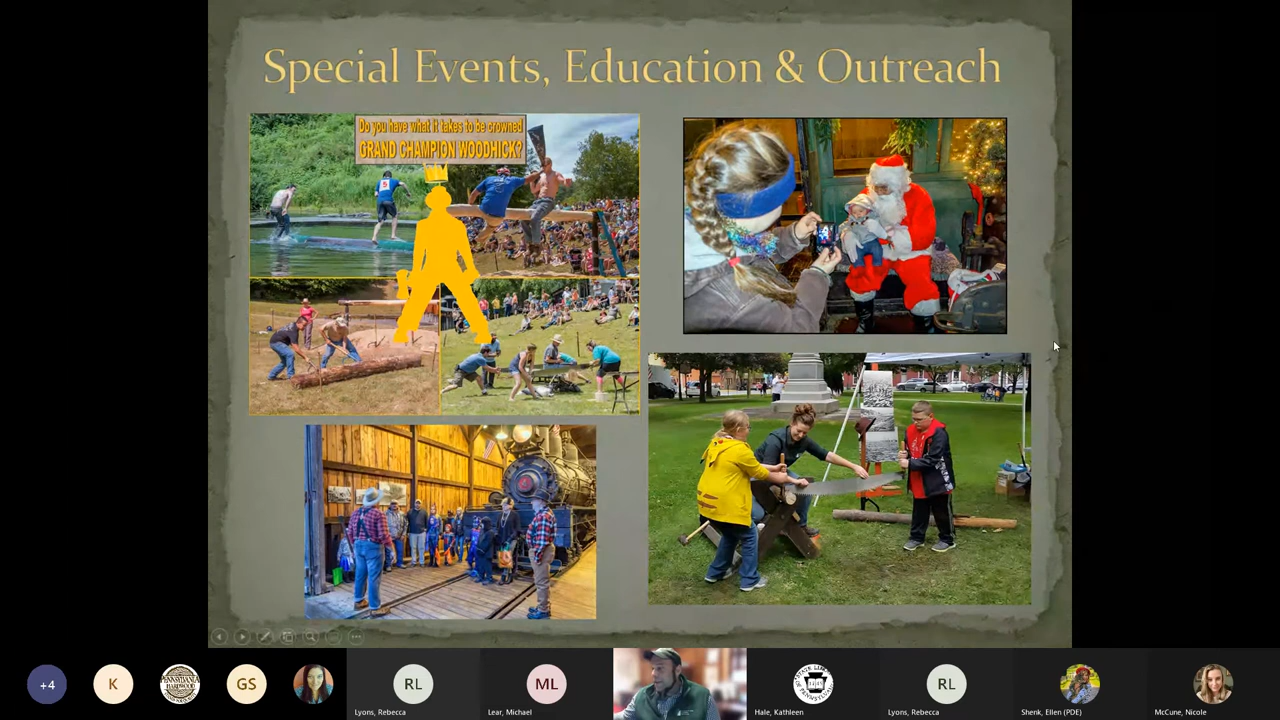 Special Events, Education & Outreach
Do you have what it takes to be crowned
GRAND CHAMPION WOODHICK?
5
+4
K
GS
RL
ML
RL
Lyons, Rebecca
Lear, Michael
Hale, Kathleen
Lyons, Rebecca
Shenk, Ellen (PDE)
McCune, Nicole